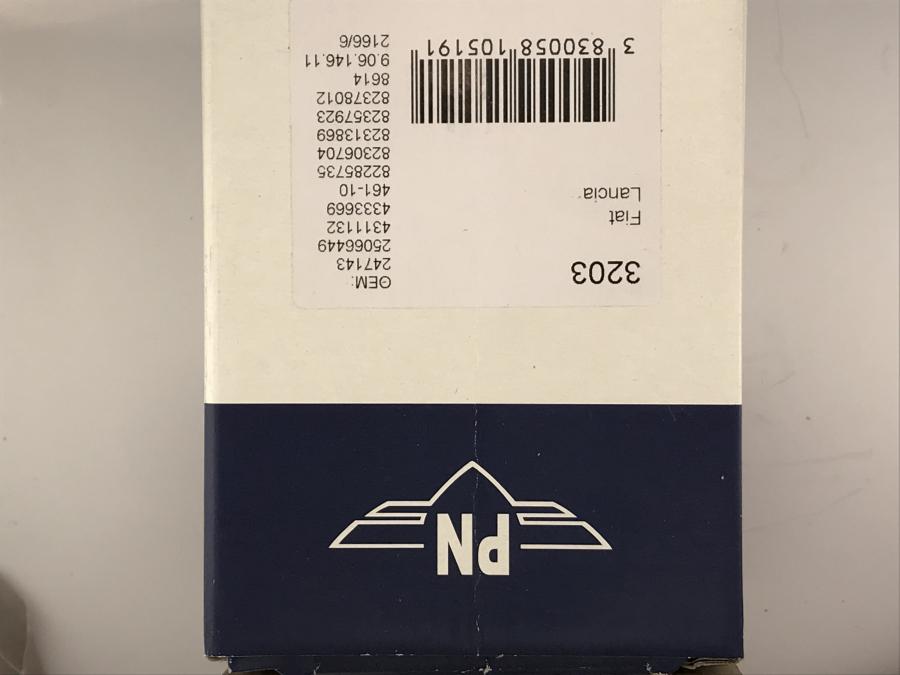 PN
3203
Fiat
Lancia
3 830058 105191
OEM:
247143
25066449
4311132
4333669
461-10
82285735
82306704
82313869
82357923
82378012
8614
9.06.146.11
2166/6